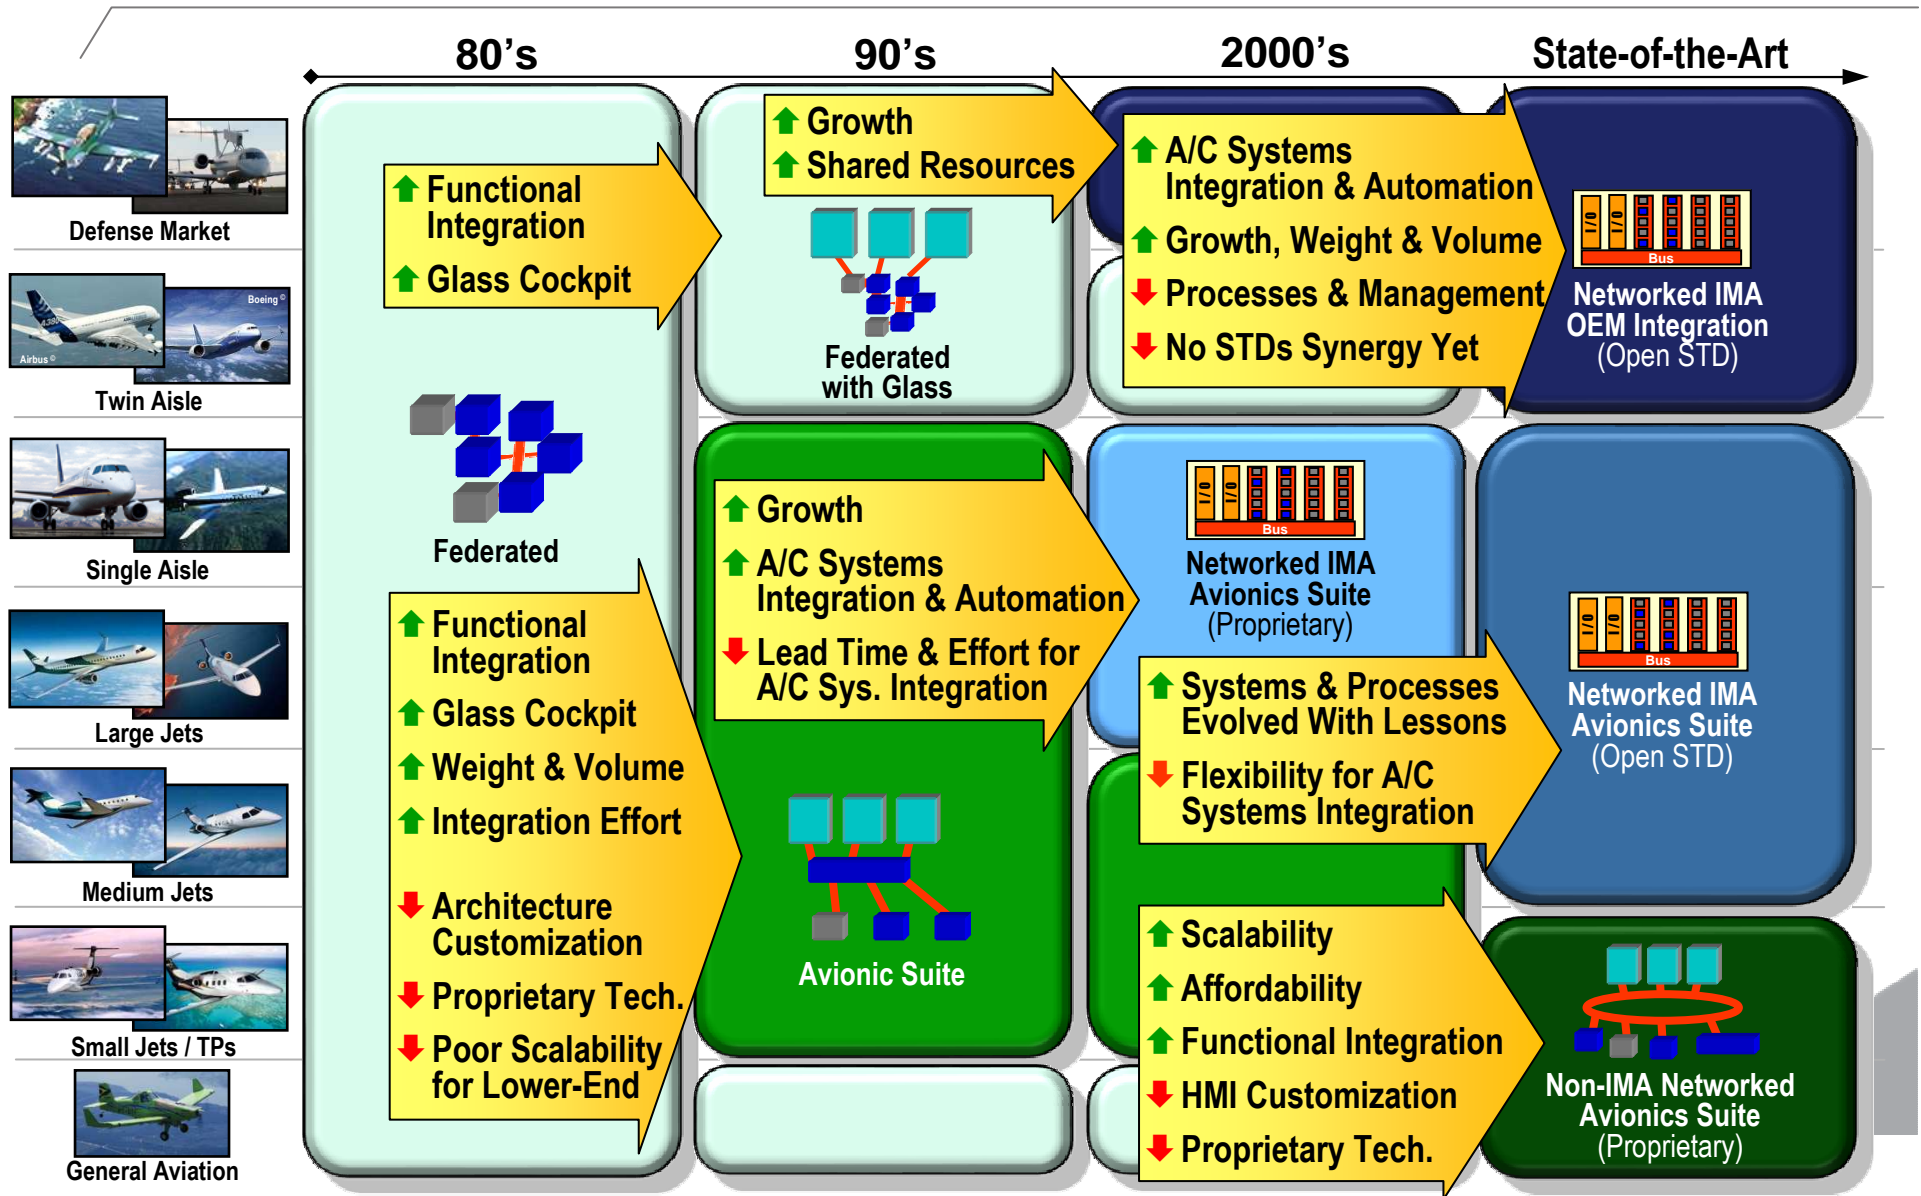 80’s
90’s
2000’s
State-of-the-Art
Defense Market
Boeing ©
Airbus ©
A380
Twin Aisle
Single Aisle
Large Jets
Medium Jets
Small Jets / TPs
General Aviation
Functional
Integration
Glass Cockpit
Federated
Functional
Integration
Glass Cockpit
Weight & Volume
Integration Effort
Architecture
Customization
Proprietary Tech.
Poor Scalability
for Lower-End
Growth
Shared Resources
Federated
with Glass
Growth
A/C Systems
Integration & Automation
Lead Time & Effort for
A/C Sys. Integration
Avionic Suite
A/C Systems
Integration & Automation
Growth, Weight & Volume
Processes & Management
No STDs Synergy Yet
I/O
I/O
Bus
Networked IMA
Avionics Suite
(Proprietary)
Systems & Processes
Evolved With Lessons
Flexibility for A/C
Systems Integration
Scalability
Affordability
Functional Integration
HMI Customization
Proprietary Tech.
I/O
I/O
Bus
Networked IMA
OEM Integration
(Open STD)
I/O
I/O
Bus
Networked IMA
Avionics Suite
(Open STD)
Non-IMA Networked
Avionics Suite
(Proprietary)